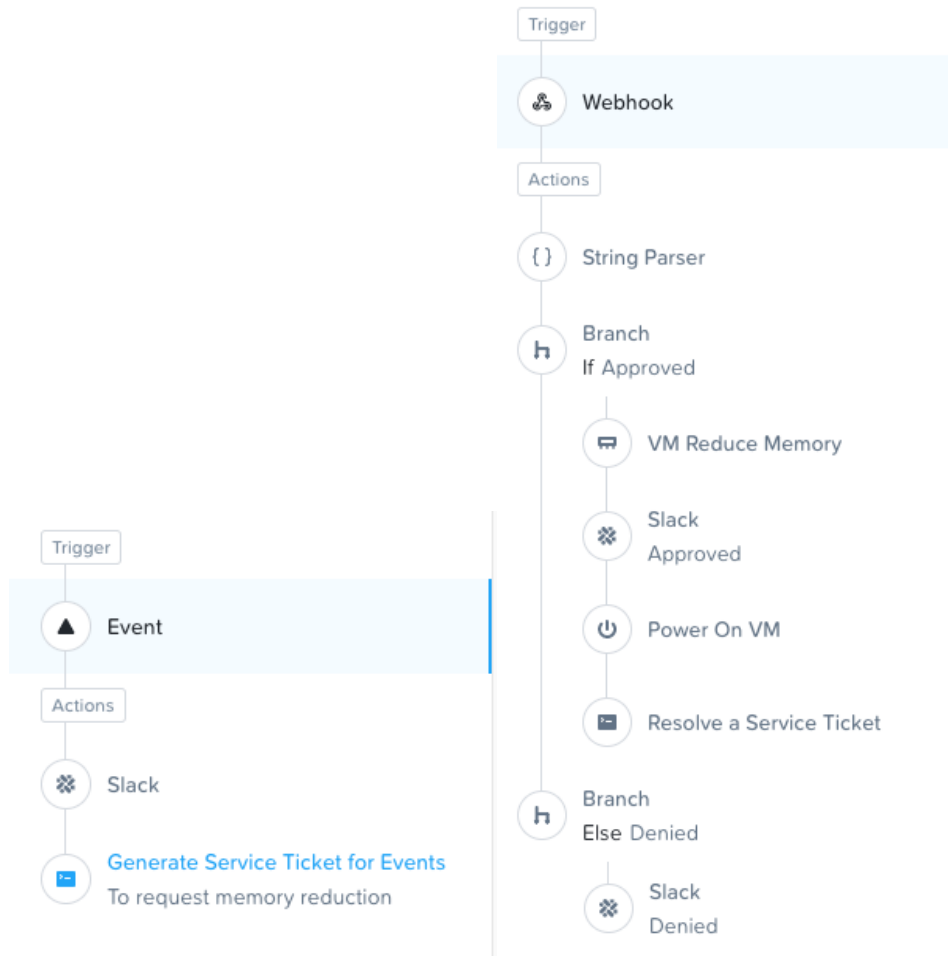 Trigger
Event
Actions
Slack
Generate Service Ticket for Events
To request memory reduction
Trigger
Webhook
Actions
{ } String Parser
Branch
If Approved
VM Reduce Memory
Slack
Approved
Power On VM
Resolve a Service Ticket
Branch
Else Denied
Slack
Denied